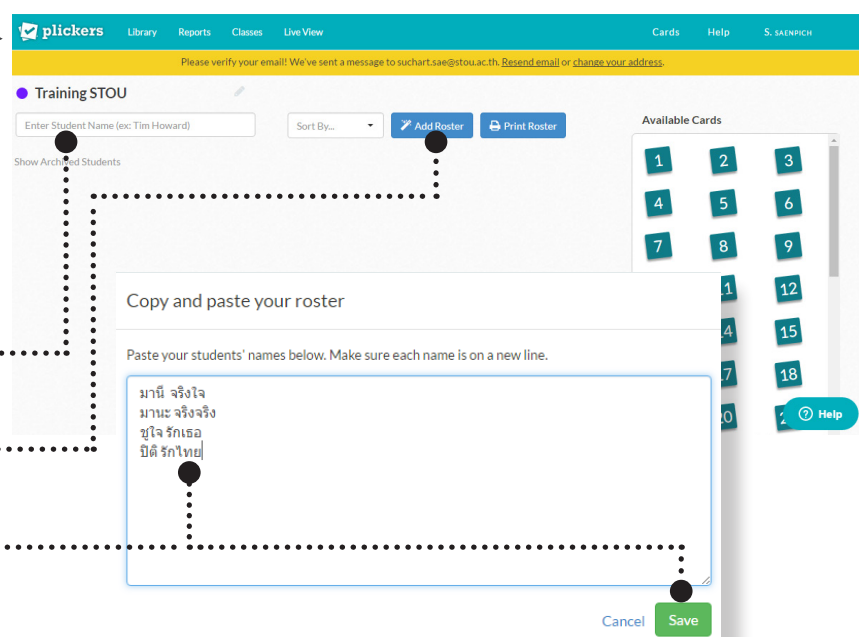 plickers Library Reports Classes Live View Cards Help S. SAENPICH
Please verify your email! We've sent a message to suchart.sae@stou.ac.th. Resend email or change your address.
Training STOU
Enter Student Name (ex: Tim Howard) Sort By... Add Roster Print Roster
Available Cards
Show Archived Students
1 2 3
4 5 6
7 8 9
12
15
18
Help
Copy and paste your roster
Paste your students' names below. Make sure each name is on a new line.
มานี จริงใจ
มานะ จริงจริง
ชูใจ รักเธอ
ปิติ รักไทย
Cancel Save